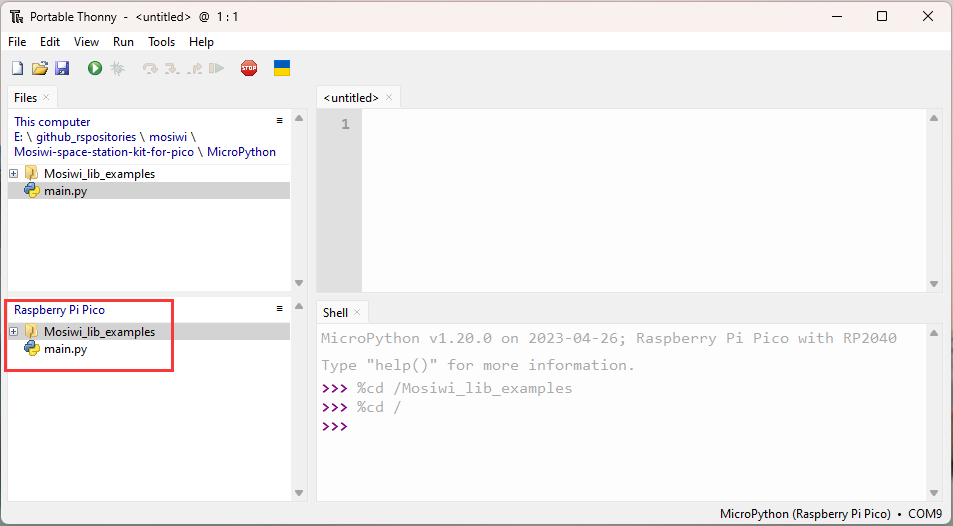 Portable Thonny - <untitled> @ 1 : 1
File Edit View Run Tools Help
STOP
Files
This computer
E: \ github_rspositories \ mosiwi \
Mosiwi-space-station-kit-for-pico \ MicroPython
Mosiwi_lib_examples
main.py
<untitled>
1
Raspberry Pi Pico
Mosiwi_lib_examples
main.py
Shell
MicroPython v1.20.0 on 2023-04-26; Raspberry Pi Pico with RP2040
Type "help()" for more information.
>>> %cd /Mosiwi_lib_examples
>>> %cd /
>>>
MicroPython (Raspberry Pi Pico) • COM9